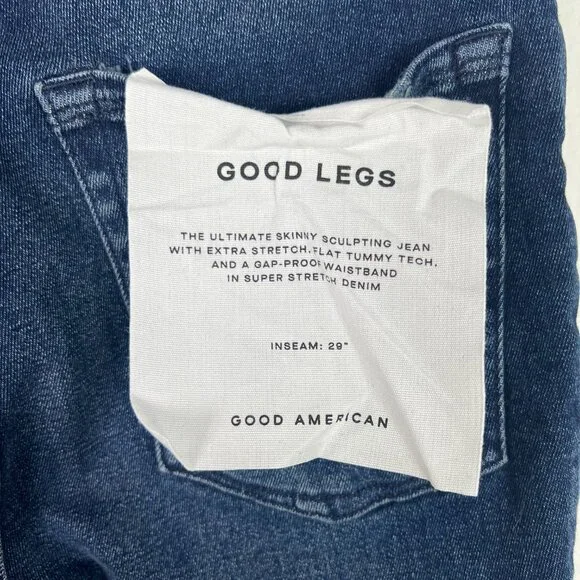 GOOD LEGS
THE ULTIMATE SKINNY SCULPTING JEAN
WITH EXTRA STRETCH, FLAT TUMMY TECH,
AND A GAP-PROOF WAISTBAND
IN SUPER STRETCH DENIM
INSEAM: 29"
GOOD AMERICAN